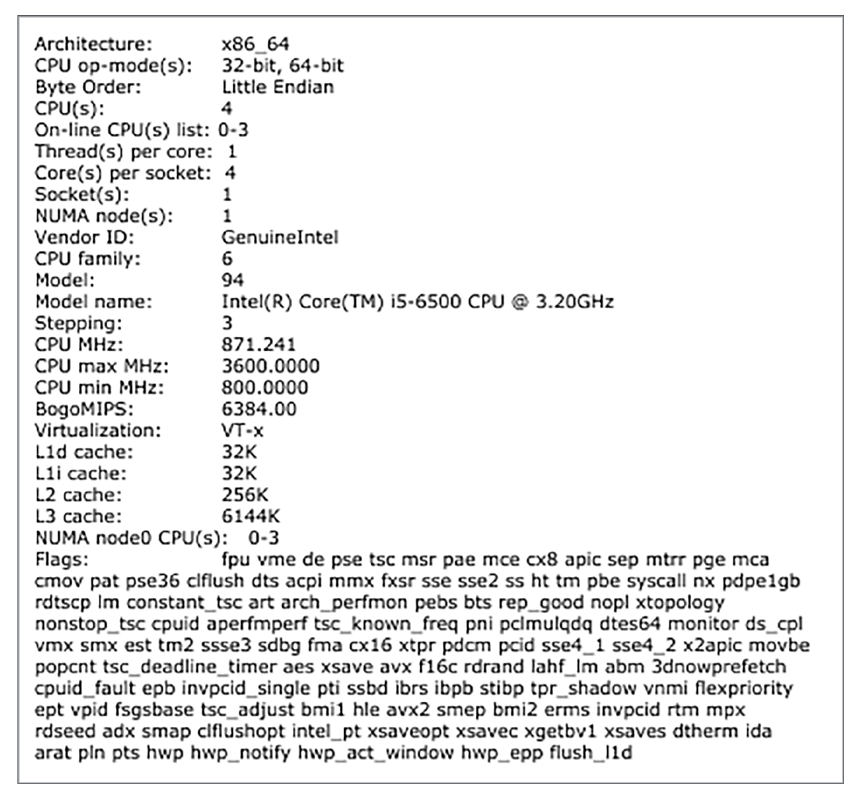 Architecture: x86_64
CPU op-mode(s): 32-bit, 64-bit
Byte Order: Little Endian
CPU(s): 4
On-line CPU(s) list: 0-3
Thread(s) per core: 1
Core(s) per socket: 4
Socket(s): 1
NUMA node(s): 1
Vendor ID: GenuineIntel
CPU family: 6
Model: 94
Model name: Intel(R) Core(TM) i5-6500 CPU @ 3.20GHz
Stepping: 3
CPU MHz: 871.241
CPU max MHz: 3600.0000
CPU min MHz: 800.0000
BogoMIPS: 6384.00
Virtualization: VT-x
L1d cache: 32K
L1i cache: 32K
L2 cache: 256K
L3 cache: 6144K
NUMA node0 CPU(s): 0-3
Flags: fpu vme de pse tsc msr pae mce cx8 apic sep mtrr pge mca
cmov pat pse36 clflush dts acpi mmx fxsr sse sse2 ss ht tm pbe syscall nx pdpe1gb
rdtscp lm constant_tsc art arch_perfmon pebs bts rep_good nopl xtopology
nonstop_tsc cpuid aperfmperf tsc_known_freq pni pclmulqdq dtes64 monitor ds_cpl
vmx smx est tm2 ssse3 sdbg fma cx16 xtpr pdcm pcid sse4_1 sse4_2 x2apic movbe
popcnt tsc_deadline_timer aes xsave avx f16c rdrand lahf_lm abm 3dnowprefetch
cpuid_fault epb invpcid_single pti ssbd ibrs ibpb stibp tpr_shadow vnmi flexpriority
ept vpid fsgsbase tsc_adjust bmi1 hle avx2 smep bmi2 erms invpcid rtm mpx
rdseed adx smap clflushopt intel_pt xsaveopt xsavec xgetbv1 xsaves dtherm ida
arat pln pts hwp hwp_notify hwp_act_window hwp_epp flush_l1d